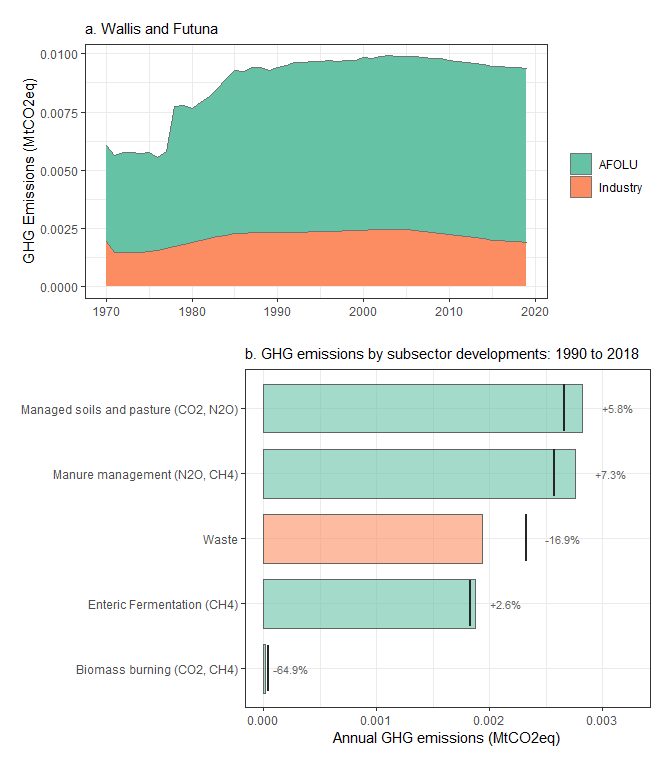 a. Wallis and Futuna
GHG Emissions (MtCO2eq)
0.0100
0.0075
0.0050
0.0025
0.0000
1970 1980 1990 2000 2010 2020
AFOLU
Industry
b. GHG emissions by subsector developments: 1990 to 2018
Managed soils and pasture (CO2, N2O) +5.8%
Manure management (N2O, CH4) +7.3%
Waste -16.9%
Enteric Fermentation (CH4) +2.6%
Biomass burning (CO2, CH4) -64.9%
0.000 0.001 0.002 0.003
Annual GHG emissions (MtCO2eq)